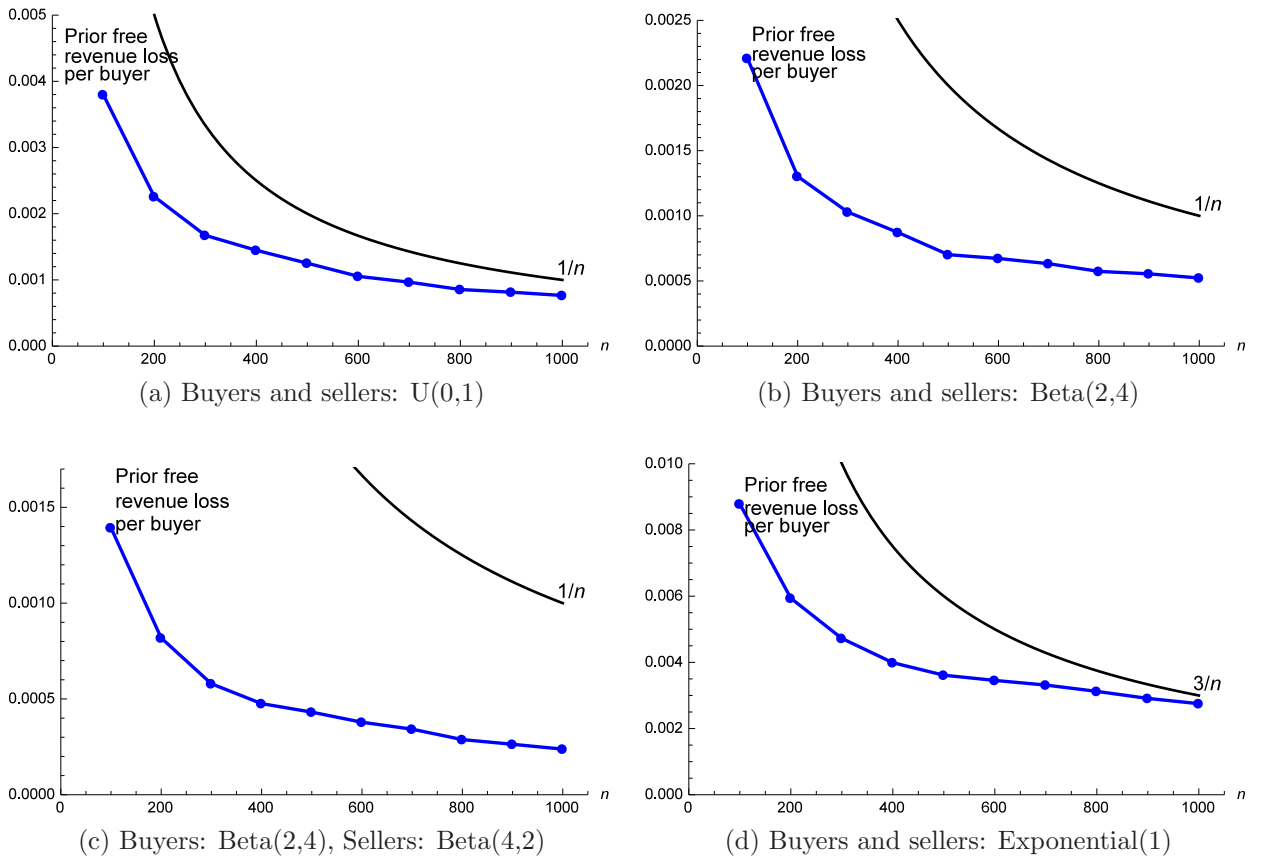 0.005
Prior free
revenue loss
per buyer
0.004
0.003
0.002
0.001
0.000
1/n
0
200
400
600
800
1000
n
(a) Buyers and sellers: U(0,1)
0.0025
Prior free
revenue loss
per buyer
0.0020
0.0015
0.0010
0.0005
0.0000
1/n
0
200
400
600
800
1000
n
(b) Buyers and sellers: Beta(2,4)
Prior free
revenue loss
per buyer
0.0015
0.0010
0.0005
0.0000
1/n
0
200
400
600
800
1000
n
(c) Buyers: Beta(2,4), Sellers: Beta(4,2)
0.010
Prior free
revenue loss
per buyer
0.008
0.006
0.004
0.002
0.000
3/n
0
200
400
600
800
1000
n
(d) Buyers and sellers: Exponential(1)